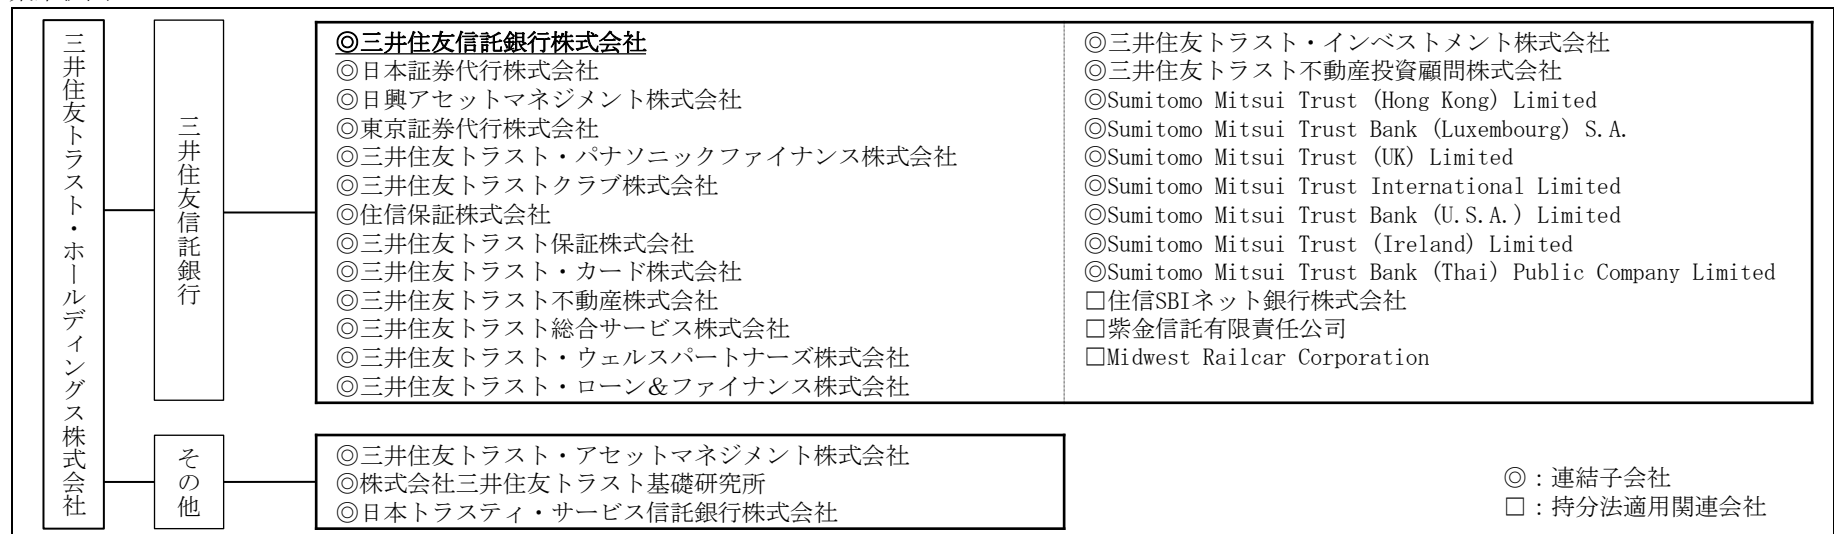 三井住友トラスト・ホールディングス株式会社
三井住友信託銀行
◎三井住友信託銀行株式会社
◎日本証券代行株式会社
◎日興アセットマネジメント株式会社
◎東京証券代行株式会社
◎三井住友トラスト・パナソニックファイナンス株式会社
◎三井住友トラストクラブ株式会社
◎住信保証株式会社
◎三井住友トラスト保証株式会社
◎三井住友トラスト・カード株式会社
◎三井住友トラスト不動産株式会社
◎三井住友トラスト総合サービス株式会社
◎三井住友トラスト・ウェルスパートナーズ株式会社
◎三井住友トラスト・ローン＆ファイナンス株式会社
◎三井住友トラスト・インベストメント株式会社
◎三井住友トラスト不動産投資顧問株式会社
◎Sumitomo Mitsui Trust (Hong Kong) Limited
◎Sumitomo Mitsui Trust Bank (Luxembourg) S.A.
◎Sumitomo Mitsui Trust (UK) Limited
◎Sumitomo Mitsui Trust International Limited
◎Sumitomo Mitsui Trust Bank (U.S.A.) Limited
◎Sumitomo Mitsui Trust (Ireland) Limited
◎Sumitomo Mitsui Trust Bank (Thai) Public Company Limited
□住信SBIネット銀行株式会社
□紫金信託有限責任公司
□Midwest Railcar Corporation
その他
◎三井住友トラスト・アセットマネジメント株式会社
◎株式会社三井住友トラスト基礎研究所
◎日本トラスティ・サービス信託銀行株式会社
◎：連結子会社
□：持分法適用関連会社